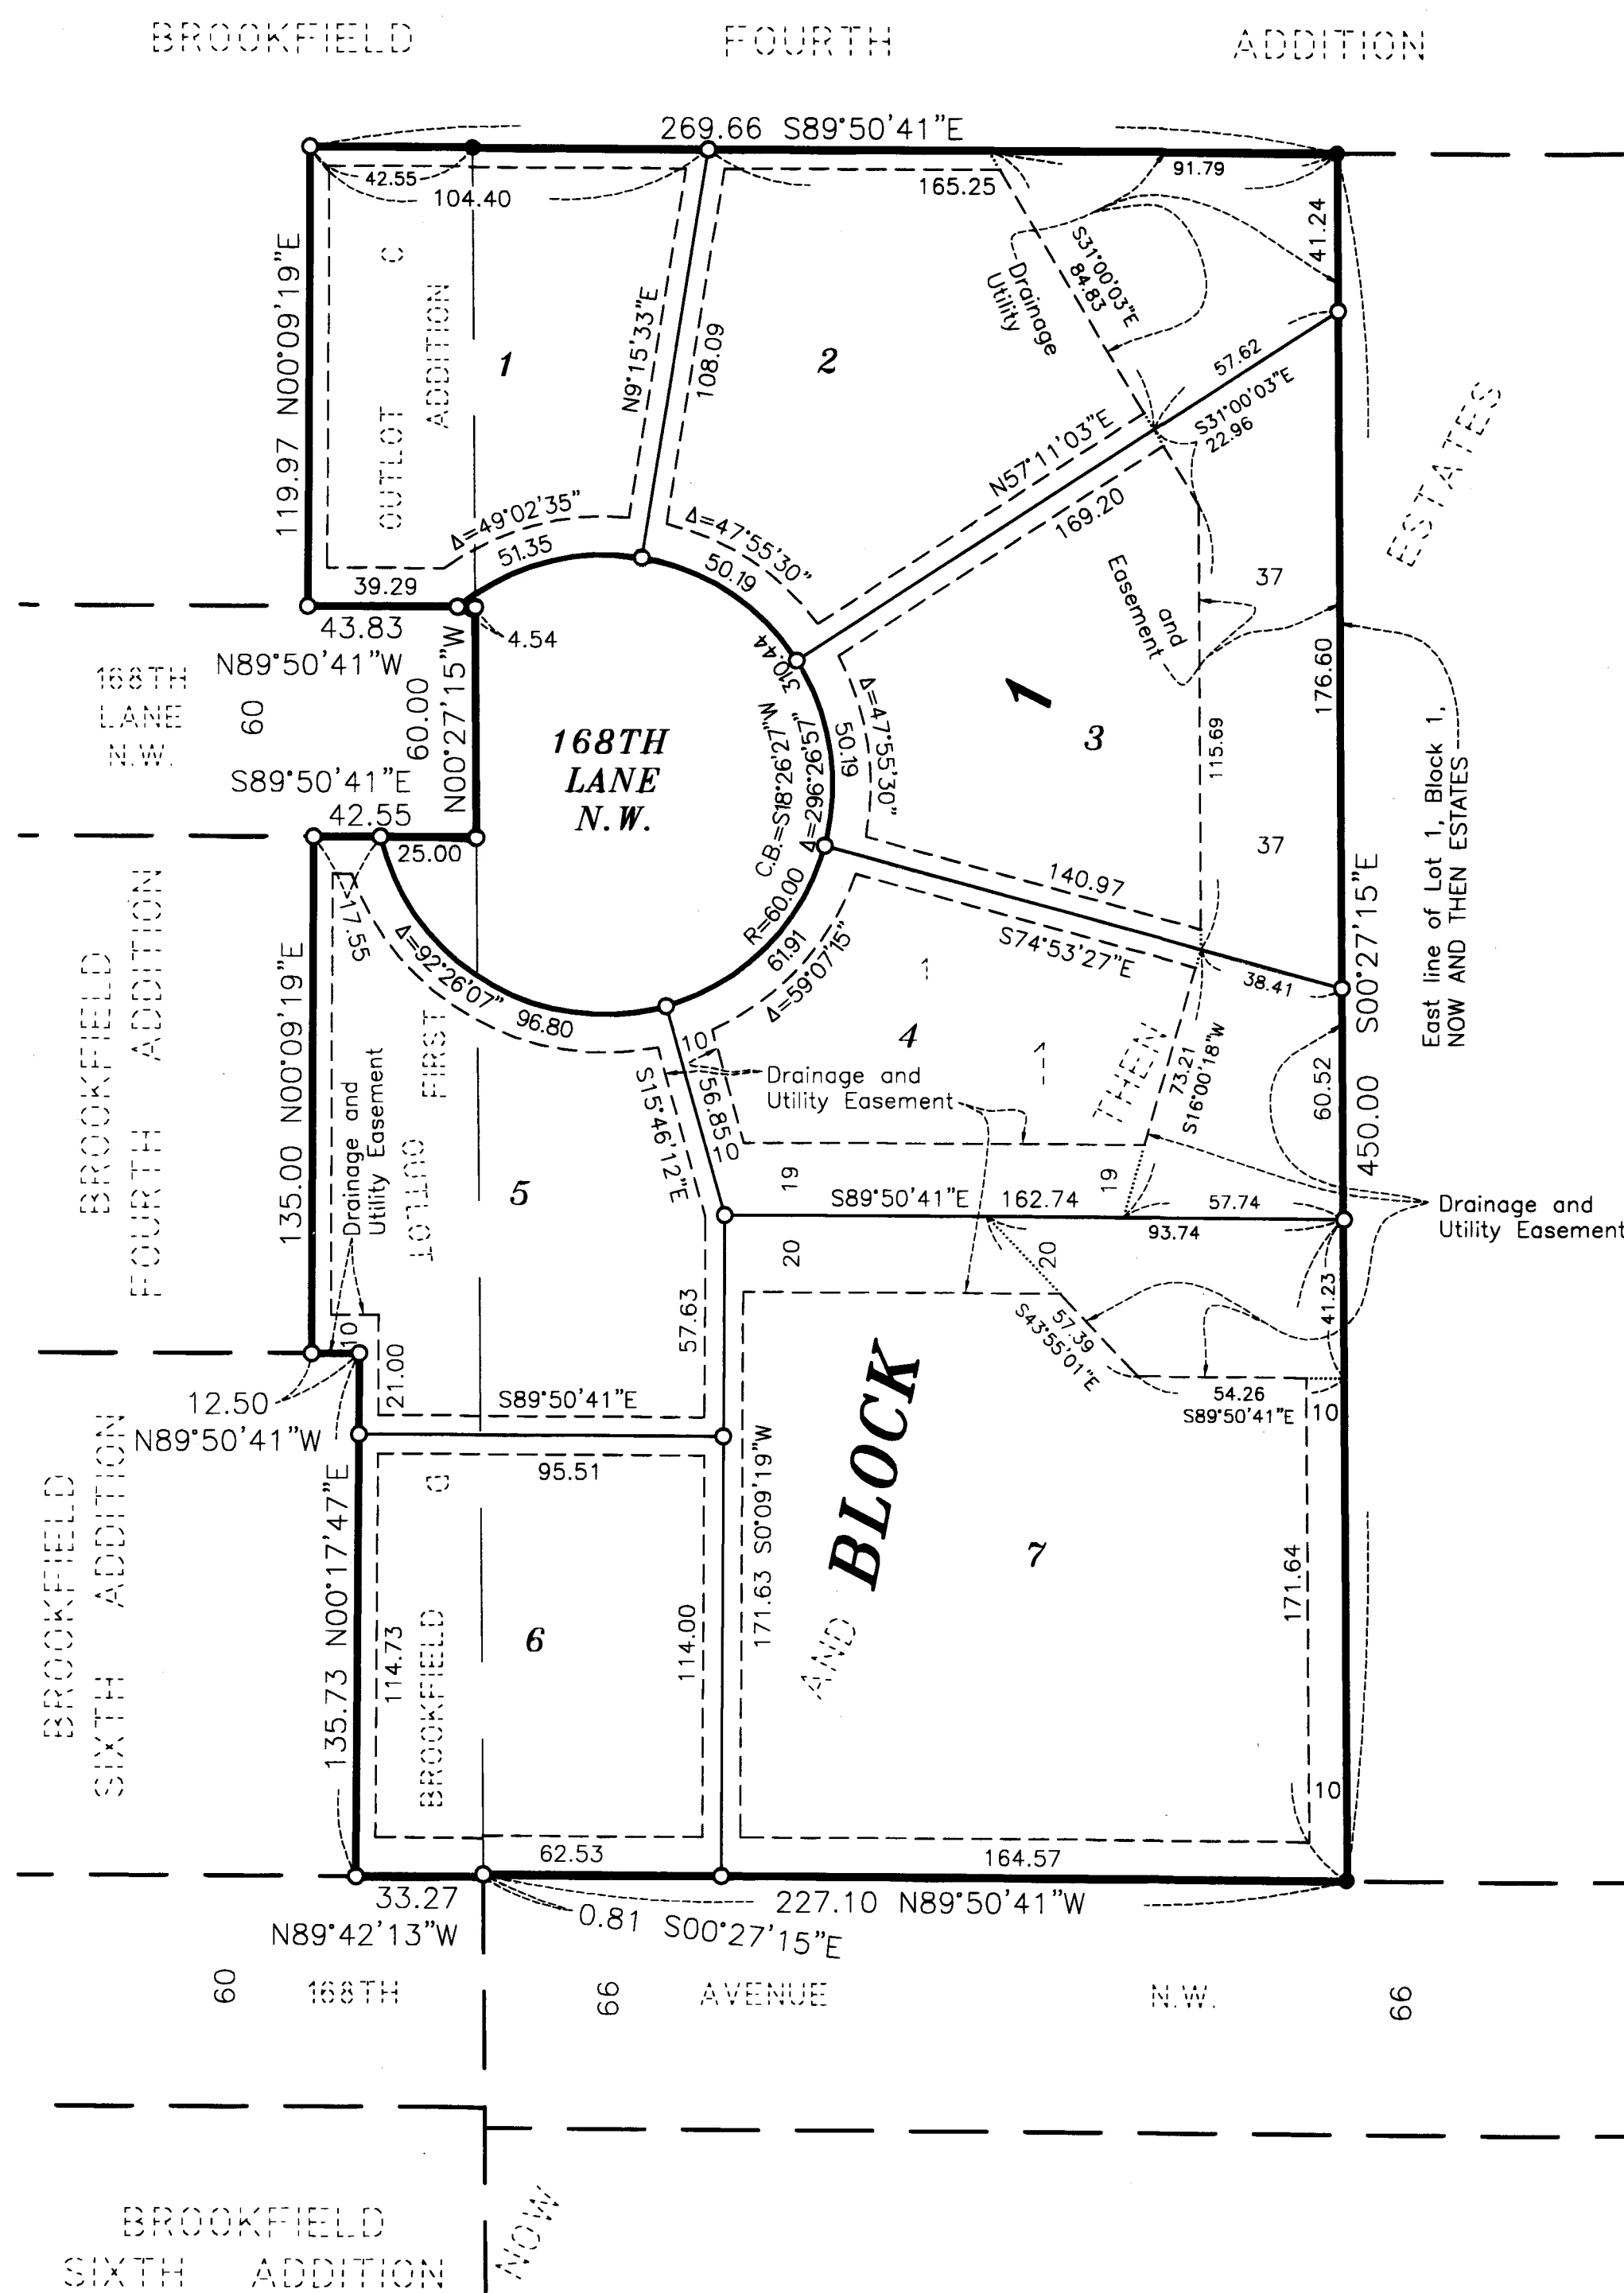 BROOKFIELD FOURTH ADDITION
269.66 S89°50'41"E
42.55
104.40
165.25
91.79
41.24
119.97 N00°09'19"E
OUTLOT C
ADDITION
1
N9°15'33"E
108.09
2
Drainage
Utility
S31°00'03"E
84.83
57.62
S31°00'03"E
22.96
N57°11'03"E
169.20
ESTATES
Δ=49°02'35"
51.35
Δ=47°55'30"
50.19
39.29
43.83
N89°50'41"W
4.54
Easement
and
37
176.60
168TH
LANE
N.W.
60
60.00
N00°27'15"W
S89°50'41"E
42.55
25.00
168TH
LANE
N.W.
310.44
C.B.=S18°26'27"W
Δ=296°26'57"
R=60.00
50.19
Δ=47°55'30"
1
3
115.69
37
East line of Lot 1, Block 1,
NOW AND THEN ESTATES
BROOKFIELD
FOURTH ADDITION
135.00 N00°09'19"E
17.55
Δ=92°26'07"
96.80
61.91
Δ=59°07'15"
140.97
S74°53'27"E
38.41
S00°27'15"E
450.00
FIRST
OUTLOT
Drainage and
Utility Easement
5
S15°46'12"E
56.85
10
10
1
4
1
Drainage and
Utility Easement
THEN
73.21
S16°00'18"W
60.52
19
S89°50'41"E 162.74
19
57.74
93.74
Drainage and
Utility Easement
20
20
41.23
57.39
S43°55'01"E
54.26
S89°50'41"E
10
57.63
10
21.00
12.50
N89°50'41"W
S89°50'41"E
95.51
BROOKFIELD
SIXTH ADDITION
135.73 N00°17'47"E
114.73
G
BROOKFIELD
6
114.00
171.63 S0°09'19"W
AND
BLOCK
7
171.64
10
62.53
164.57
33.27
N89°42'13"W
0.81 S00°27'15"E
227.10 N89°50'41"W
60
168TH
66
AVENUE
N.W.
66
BROOKFIELD
SIXTH ADDITION
NOW